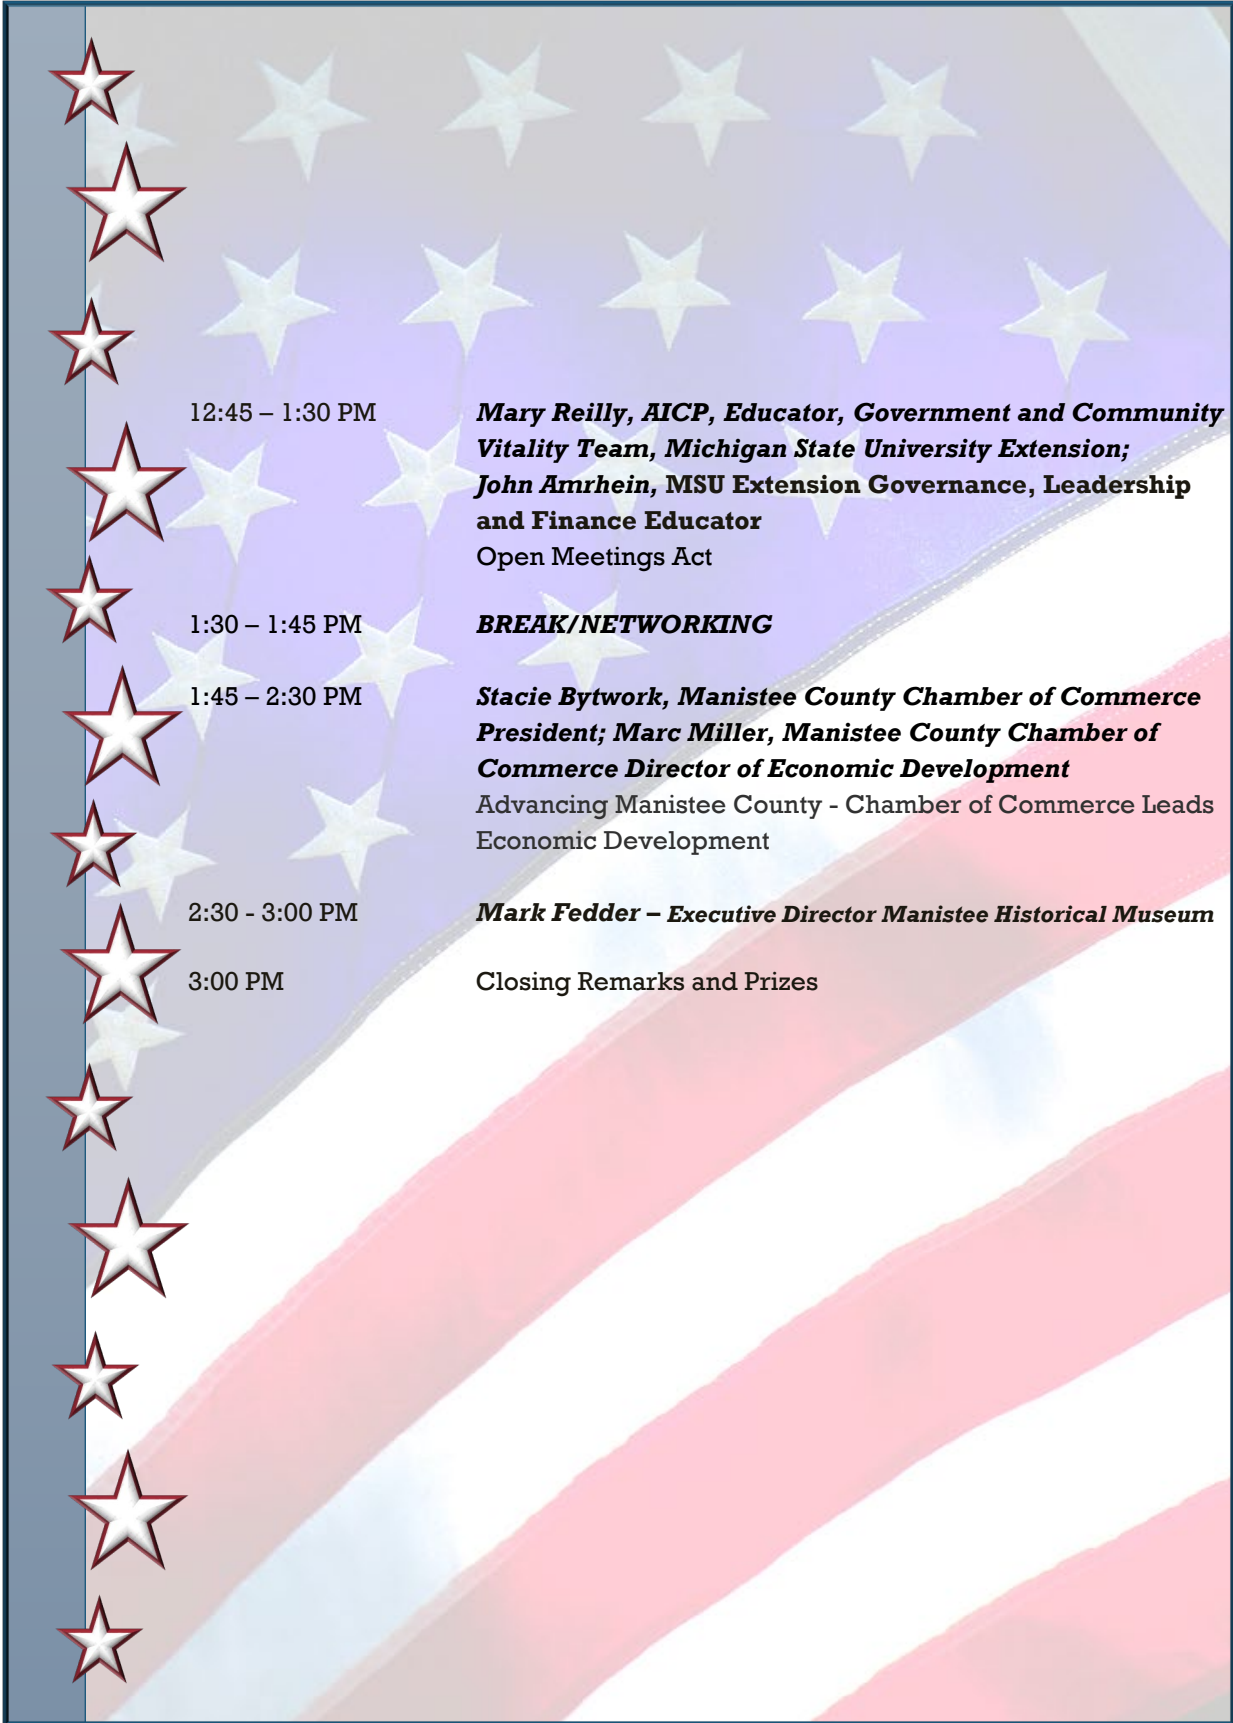 12:45 – 1:30 PM Mary Reilly, AICP, Educator, Government and Community
Vitality Team, Michigan State University Extension;
John Amrhein, MSU Extension Governance, Leadership
and Finance Educator
Open Meetings Act
1:30 – 1:45 PM BREAK/NETWORKING
1:45 – 2:30 PM Stacie Bytwork, Manistee County Chamber of Commerce
President; Marc Miller, Manistee County Chamber of
Commerce Director of Economic Development
Advancing Manistee County - Chamber of Commerce Leads
Economic Development
2:30 - 3:00 PM Mark Fedder – Executive Director Manistee Historical Museum
3:00 PM Closing Remarks and Prizes